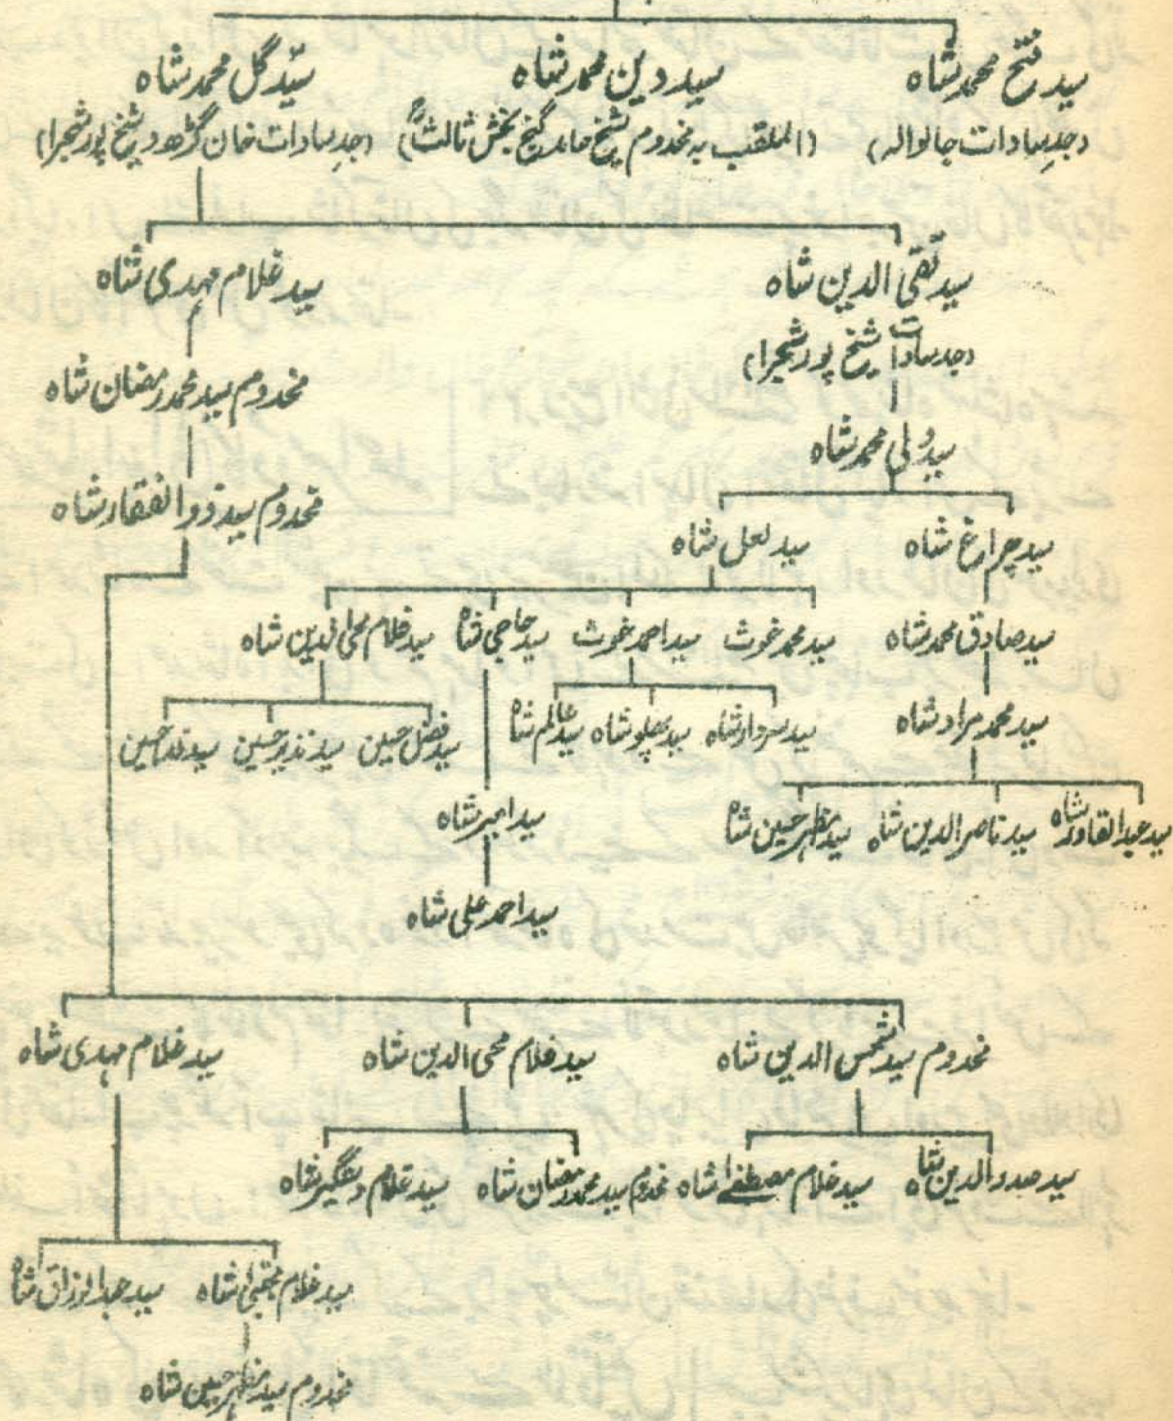 سید فتح محمد شاہ
سید دین محمد شاہ
سیّد گل محمد شاہ
(جدِ سادات جالوالہ)
(الملقب بہ مخدوم شیخ حامد گنج بخش ثالثؒ)
(جدِ سادات خان گڑھ و شیخ پور شجرا)
سید تقی الدین شاہ
سید غلام مہدی شاہ
(جد سادات شیخ پور شجرا)
مخدوم سید محمد رمضان شاہ
سید ولی محمد شاہ
مخدوم سید ذوالفقار شاہ
سید چراغ شاہ
سید لعل شاہ
سید صادق محمد شاہ
سید محمد غوث
سید احمد غوث
سید حاجی شاہ
سید غلام محی الدین شاہ
سید محمد مراد شاہ
سید سردار شاہ
سید بھلو شاہ
سید عالم شاہ
سید فضل حسین
سید نذیر حسین
سید فدا حسین
سید عبدالقادر شاہ
سید ناصر الدین شاہ
سید مظہر حسین شاہ
سید امیر شاہ
سید احمد علی شاہ
مخدوم سید شمس الدین شاہ
سید غلام محی الدین شاہ
سید غلام مہدی شاہ
سید صدر الدین شاہ
سید غلام مصطفےٰ شاہ
مخدوم سید محمد رمضان شاہ
سید غلام دستگیر شاہ
سید غلام مجتبیٰ شاہ
سید عبدالرزاق شاہ
مخدوم سید مظہر حسین شاہ